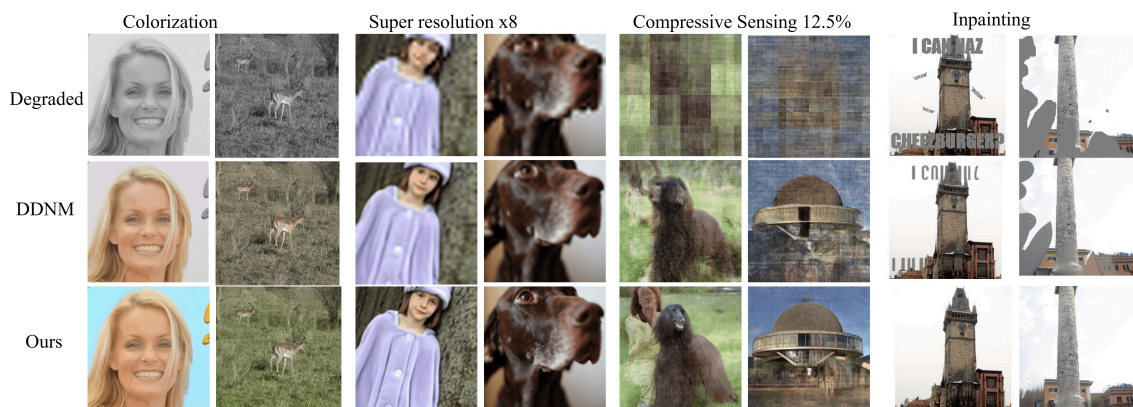 Colorization
Super resolution x8
Compressive Sensing 12.5%
Inpainting
Degraded
I CAN HAZ
CHEEZBURGER?
DDNM
Ours